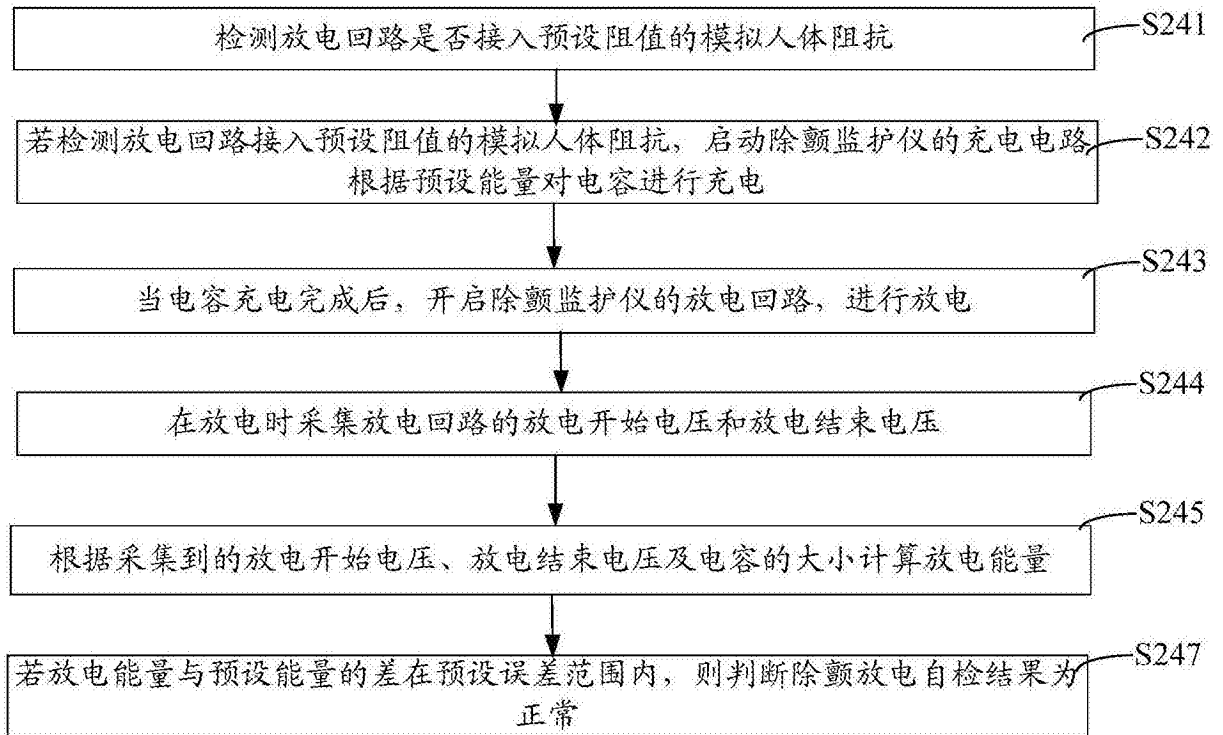 检测放电回路是否接入预设阻值的模拟人体阻抗
S241
若检测放电回路接入预设阻值的模拟人体阻抗，启动除颤监护仪的充电电路
根据预设能量对电容进行充电
S242
当电容充电完成后，开启除颤监护仪的放电回路，进行放电
S243
在放电时采集放电回路的放电开始电压和放电结束电压
S244
根据采集到的放电开始电压、放电结束电压及电容的大小计算放电能量
S245
若放电能量与预设能量的差在预设误差范围内，则判断除颤放电自检结果为
正常
S247